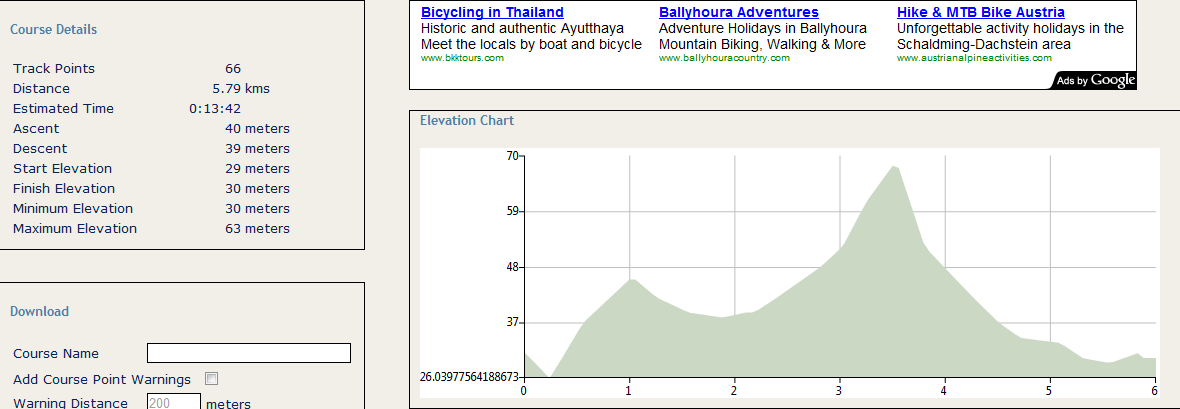 Course Details
Track Points 66
Distance 5.79 kms
Estimated Time 0:13:42
Ascent 40 meters
Descent 39 meters
Start Elevation 29 meters
Finish Elevation 30 meters
Minimum Elevation 30 meters
Maximum Elevation 63 meters
Download
Course Name
Add Course Point Warnings
Warning Distance 200 meters
Bicycling in Thailand
Historic and authentic Ayutthaya
Meet the locals by boat and bicycle
www.bkktours.com
Ballyhoura Adventures
Adventure Holidays in Ballyhoura
Mountain Biking, Walking & More
www.ballyhouracountry.com
Hike & MTB Bike Austria
Unforgettable activity holidays in the
Schaldming-Dachstein area
www.austrianalpineactivities.com
Ads by Google
Elevation Chart
70
59
48
37
26.03977564188673
0 1 2 3 4 5 6